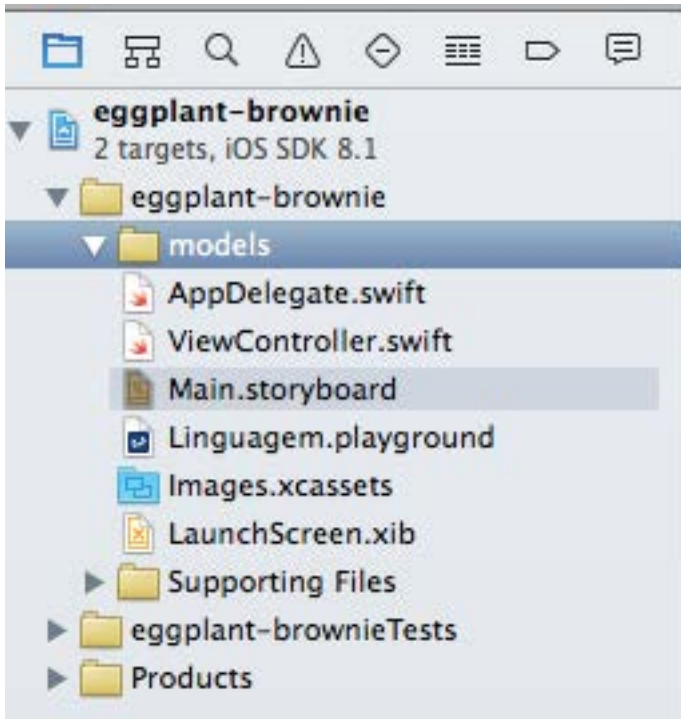 eggplant-brownie
2 targets, iOS SDK 8.1
eggplant-brownie
models
AppDelegate.swift
ViewController.swift
Main.storyboard
Linguagem.playground
Images.xcassets
LaunchScreen.xib
Supporting Files
eggplant-brownieTests
Products